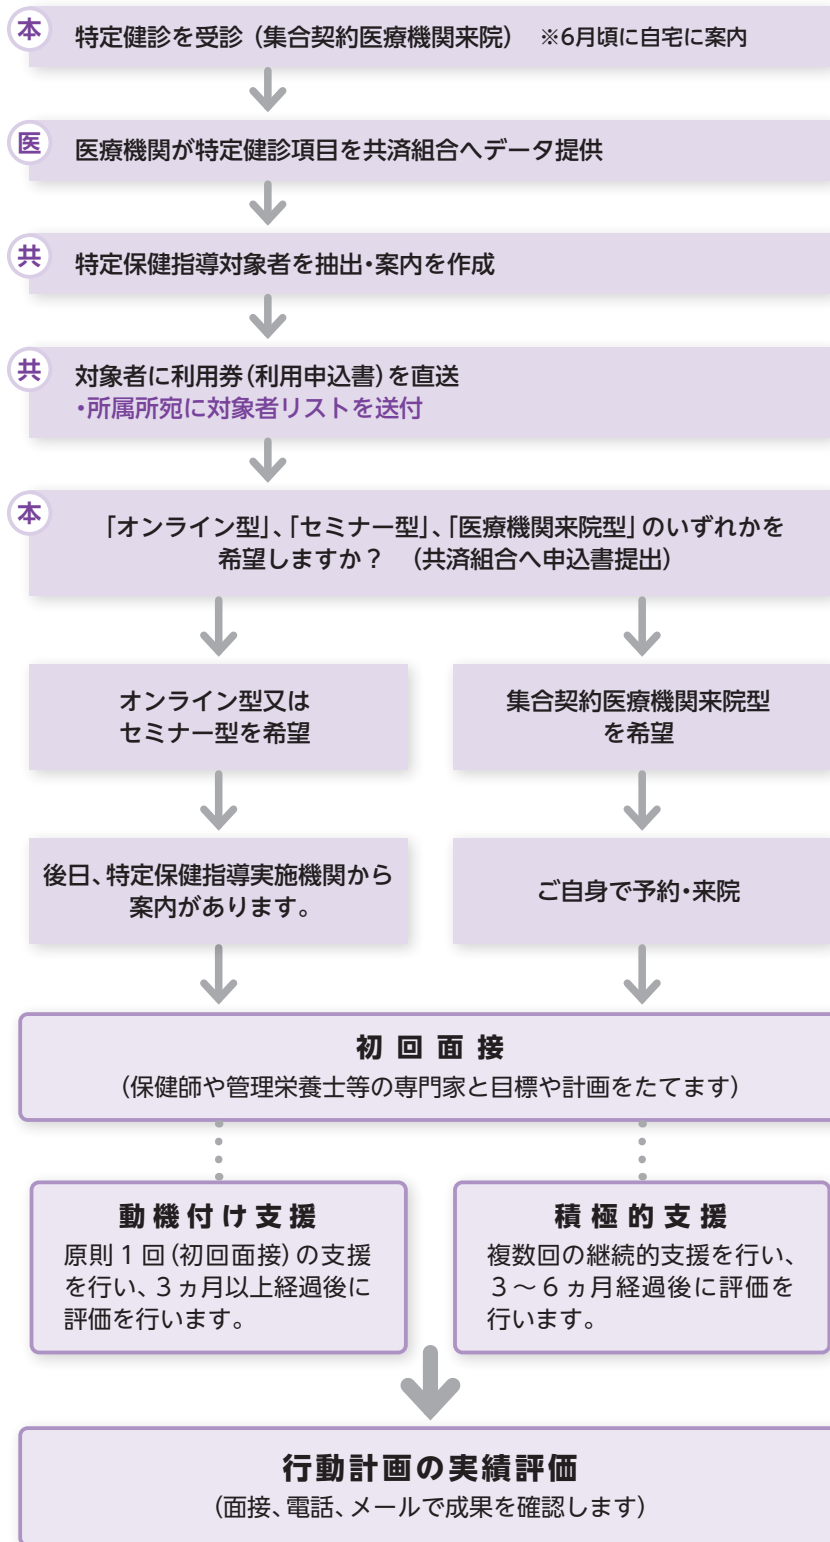 本
特定健診を受診（集合契約医療機関来院） ※6月頃に自宅に案内
医
医療機関が特定健診項目を共済組合へデータ提供
共
特定保健指導対象者を抽出・案内を作成
共
対象者に利用券（利用申込書）を直送
・所属所宛に対象者リストを送付
本
「オンライン型」、「セミナー型」、「医療機関来院型」のいずれかを
希望しますか？ （共済組合へ申込書提出）
オンライン型又は
セミナー型を希望
集合契約医療機関来院型
を希望
後日、特定保健指導実施機関から
案内があります。
ご自身で予約・来院
初回面接
（保健師や管理栄養士等の専門家と目標や計画をたてます）
動機付け支援
原則1回（初回面接）の支援
を行い、3ヵ月以上経過後に
評価を行います。
積極的支援
複数回の継続的支援を行い、
3～6ヵ月経過後に評価を
行います。
行動計画の実績評価
（面接、電話、メールで成果を確認します）